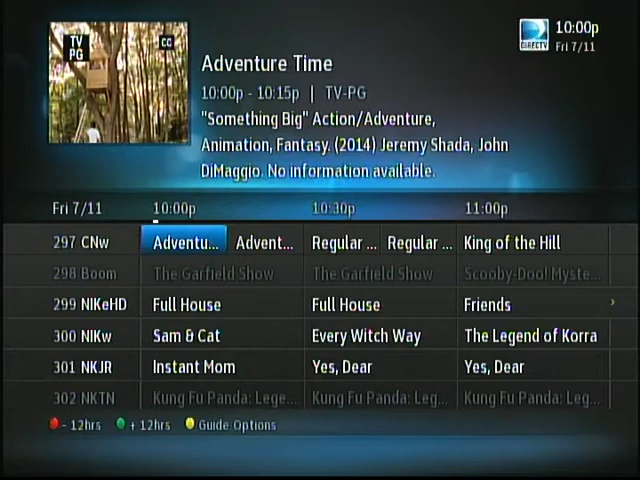 TV
PG
CC
DIRECTV
10:00p
Fri 7/11
Adventure Time
10:00p - 10:15p | TV-PG
"Something Big" Action/Adventure,
Animation, Fantasy. (2014) Jeremy Shada, John
DiMaggio. No information available.
Fri 7/11 10:00p 10:30p 11:00p
297 CNw Adventu... Advent... Regular ... Regular ... King of the Hill
298 Boom The Garfield Show The Garfield Show Scooby-Doo! Myste...
299 NIKeHD Full House Full House Friends
300 NIKw Sam & Cat Every Witch Way The Legend of Korra
301 NKJR Instant Mom Yes, Dear Yes, Dear
302 NKTN Kung Fu Panda: Lege... Kung Fu Panda: Leg... Kung Fu Panda: Leg...
- 12hrs + 12hrs Guide Options